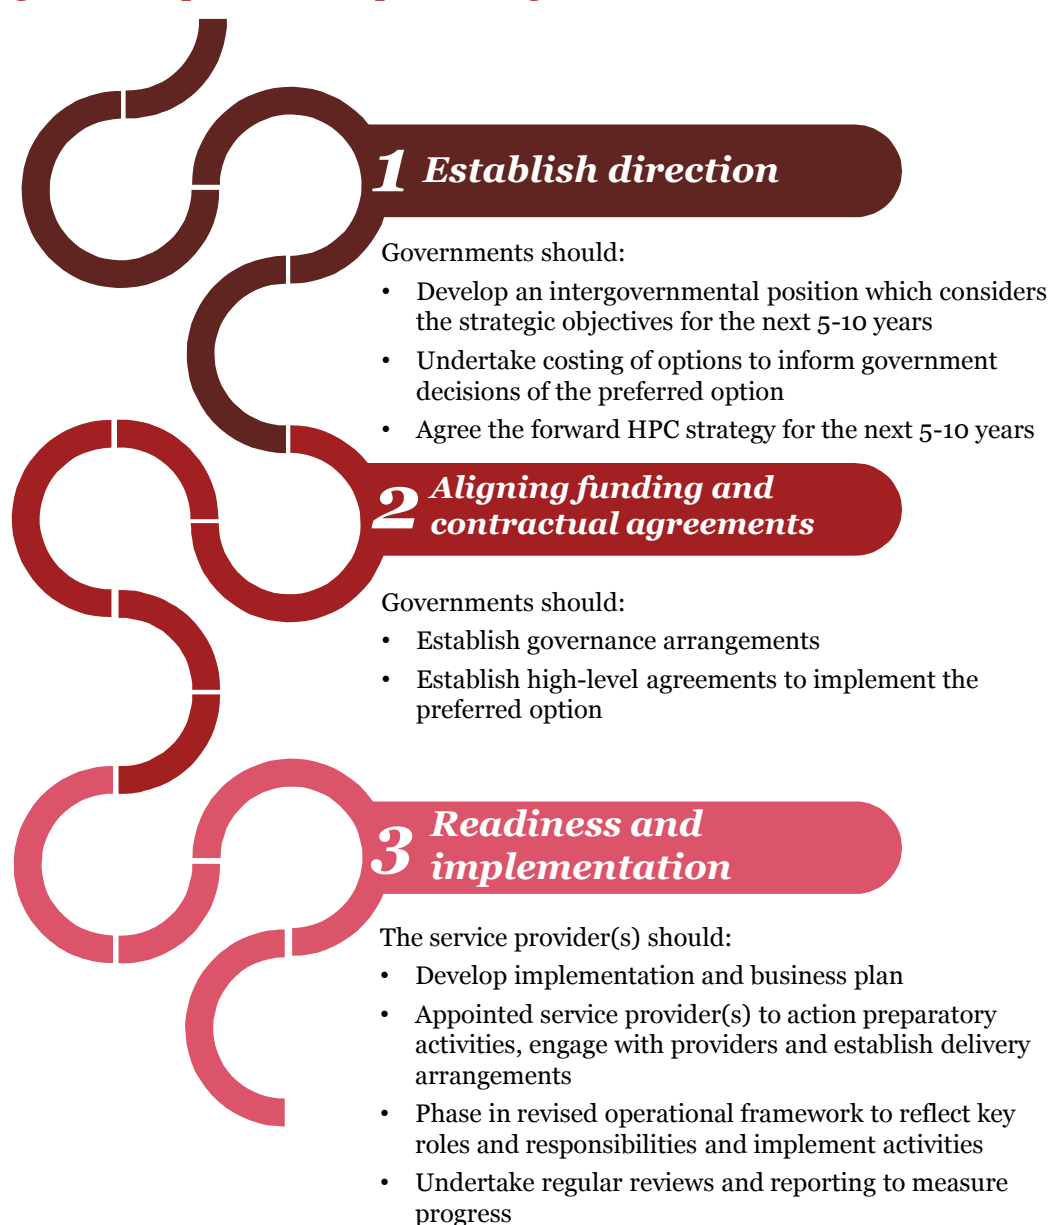 1 Establish direction
Governments should:
• Develop an intergovernmental position which considers
the strategic objectives for the next 5-10 years
• Undertake costing of options to inform government
decisions of the preferred option
• Agree the forward HPC strategy for the next 5-10 years
2 Aligning funding and
contractual agreements
Governments should:
• Establish governance arrangements
• Establish high-level agreements to implement the
preferred option
3 Readiness and
implementation
The service provider(s) should:
• Develop implementation and business plan
• Appointed service provider(s) to action preparatory
activities, engage with providers and establish delivery
arrangements
• Phase in revised operational framework to reflect key
roles and responsibilities and implement activities
• Undertake regular reviews and reporting to measure
progress